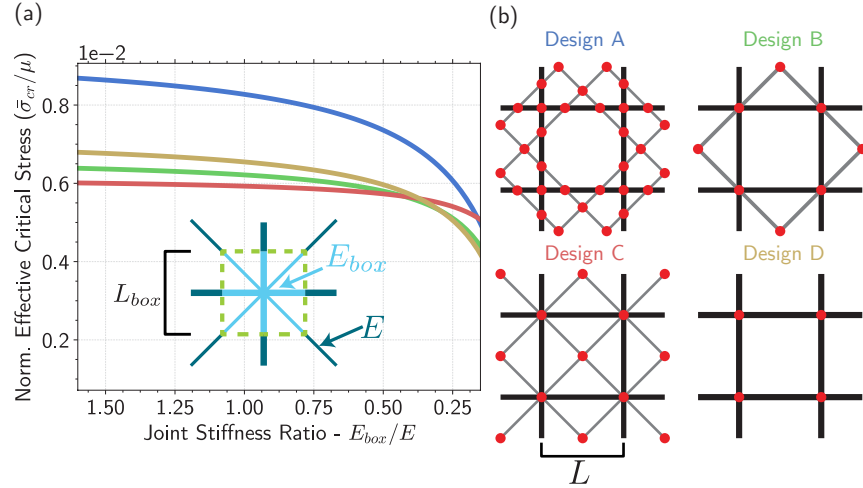 (a)
1e−2
Norm. Effective Critical Stress (σ̄_cr/μ)
0.8
0.6
0.4
0.2
L_box
E_box
E
1.50 1.25 1.00 0.75 0.50 0.25
Joint Stiffness Ratio - E_box/E
(b)
Design A Design B
Design C Design D
L